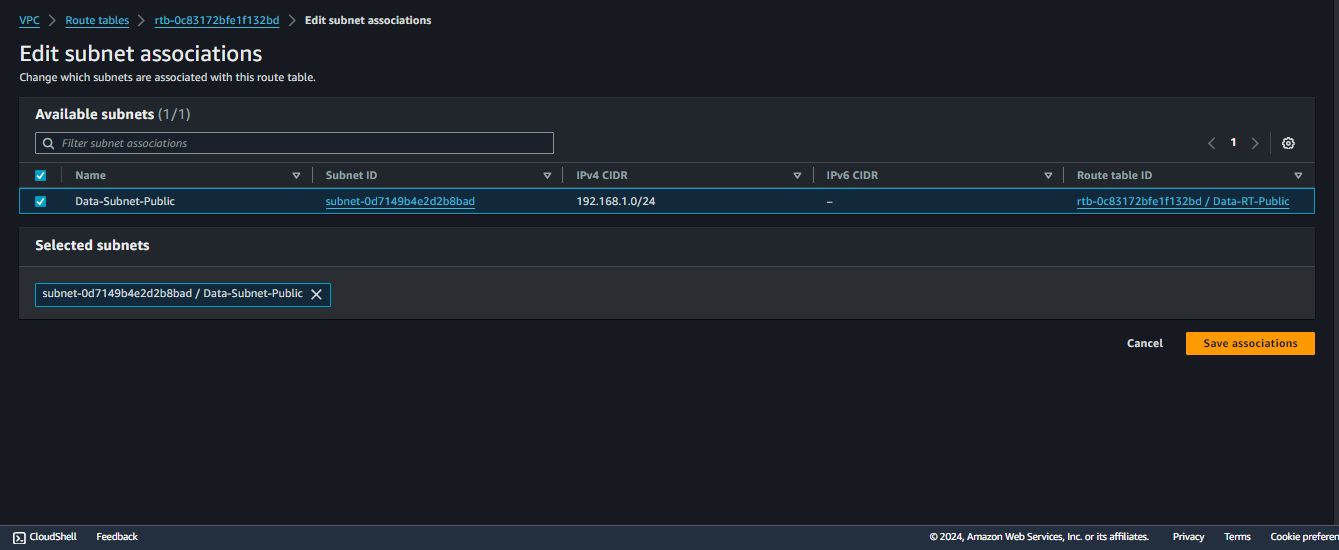 VPC > Route tables > rtb-0c83172bfe1f132bd > Edit subnet associations
Edit subnet associations
Change which subnets are associated with this route table.
Available subnets (1/1)
Filter subnet associations
1
Name Subnet ID IPv4 CIDR IPv6 CIDR Route table ID
Data-Subnet-Public subnet-0d7149b4e2d2b8bad 192.168.1.0/24 – rtb-0c83172bfe1f132bd / Data-RT-Public
Selected subnets
subnet-0d7149b4e2d2b8bad / Data-Subnet-Public
Cancel Save associations
CloudShell Feedback © 2024, Amazon Web Services, Inc. or its affiliates. Privacy Terms Cookie preferen